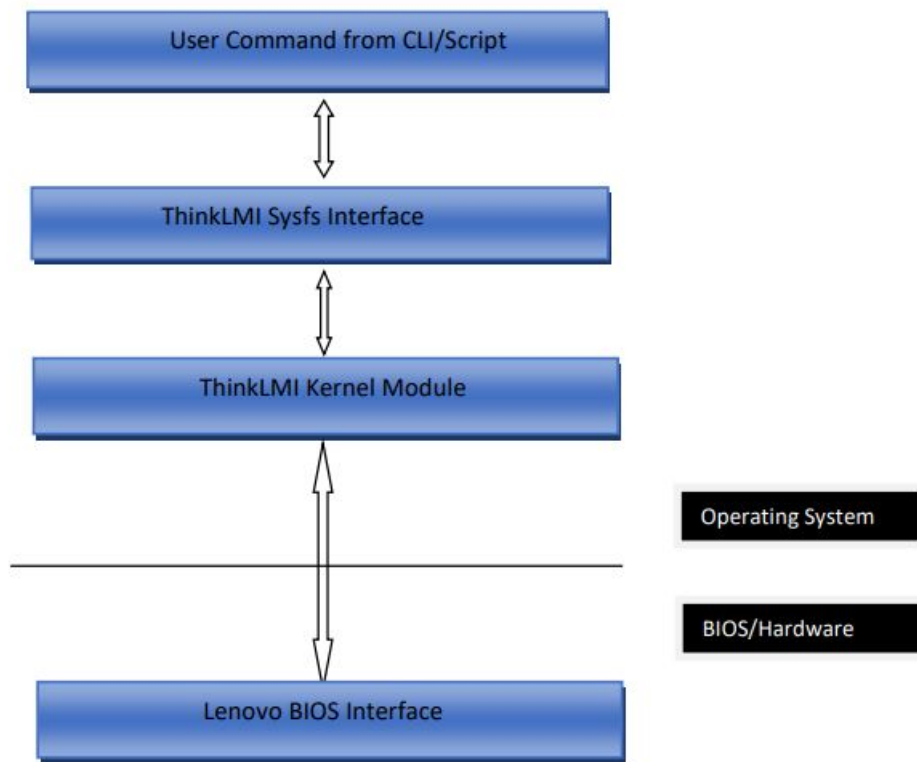 User Command from CLI/Script
ThinkLMI Sysfs Interface
ThinkLMI Kernel Module
Operating System
BIOS/Hardware
Lenovo BIOS Interface